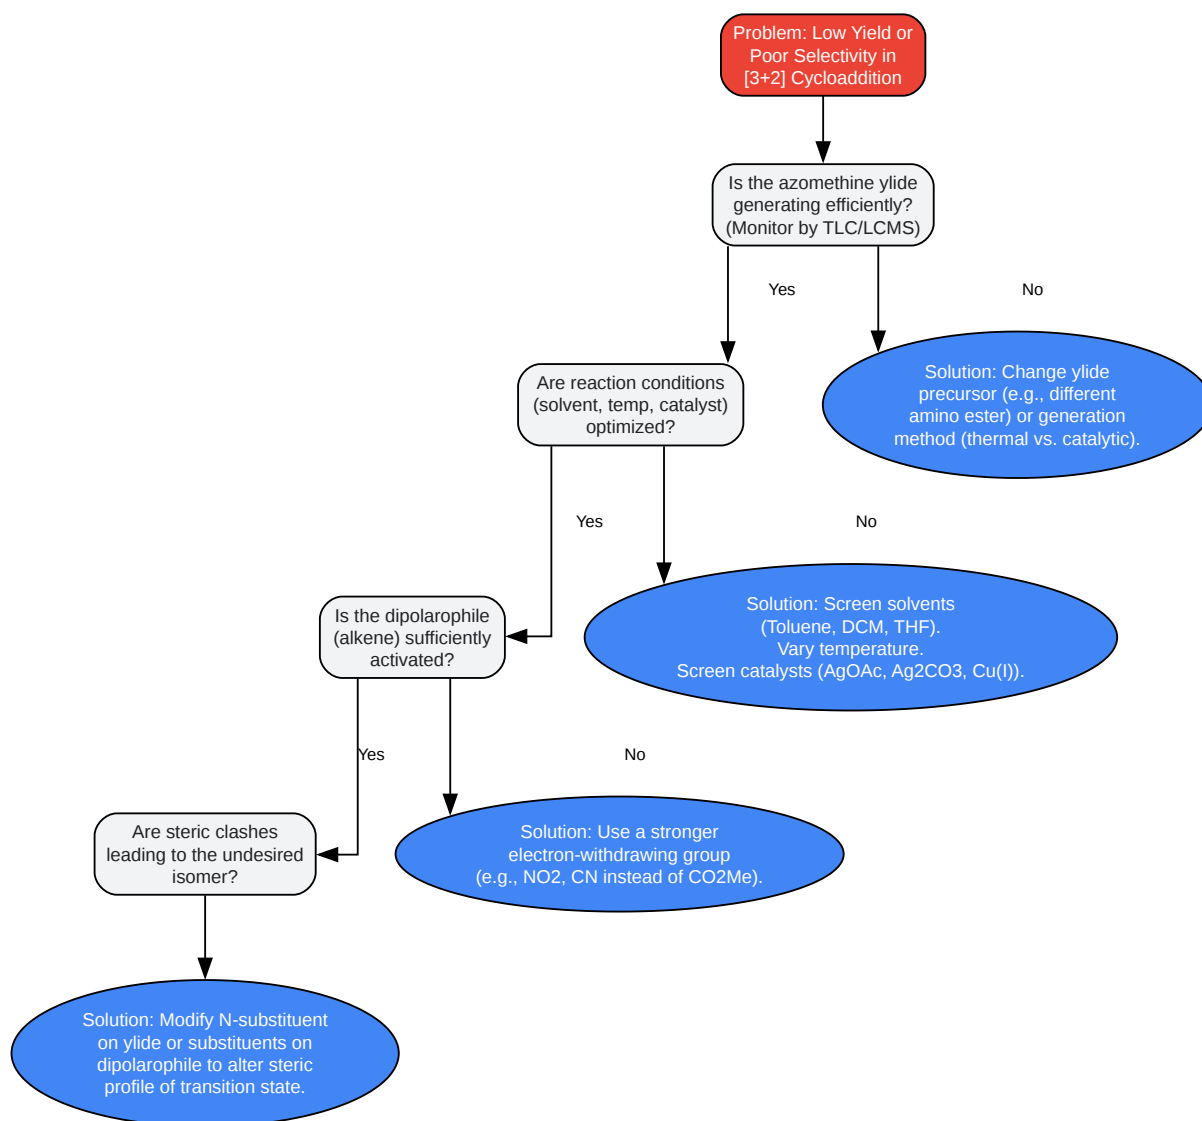 Problem: Low Yield or
Poor Selectivity in
[3+2] Cycloaddition
Is the azomethine ylide
generating efficiently?
(Monitor by TLC/LCMS)
Yes
No
Solution: Change ylide
precursor (e.g., different
amino ester) or generation
method (thermal vs. catalytic).
Are reaction conditions
(solvent, temp, catalyst)
optimized?
Yes
No
Solution: Screen solvents
(Toluene, DCM, THF).
Vary temperature.
Screen catalysts (AgOAc, Ag2CO3, Cu(I)).
Is the dipolarophile
(alkene) sufficiently
activated?
Yes
No
Solution: Use a stronger
electron-withdrawing group
(e.g., NO2, CN instead of CO2Me).
Are steric clashes
leading to the undesired
isomer?
Solution: Modify N-substituent
on ylide or substituents on
dipolarophile to alter steric
profile of transition state.